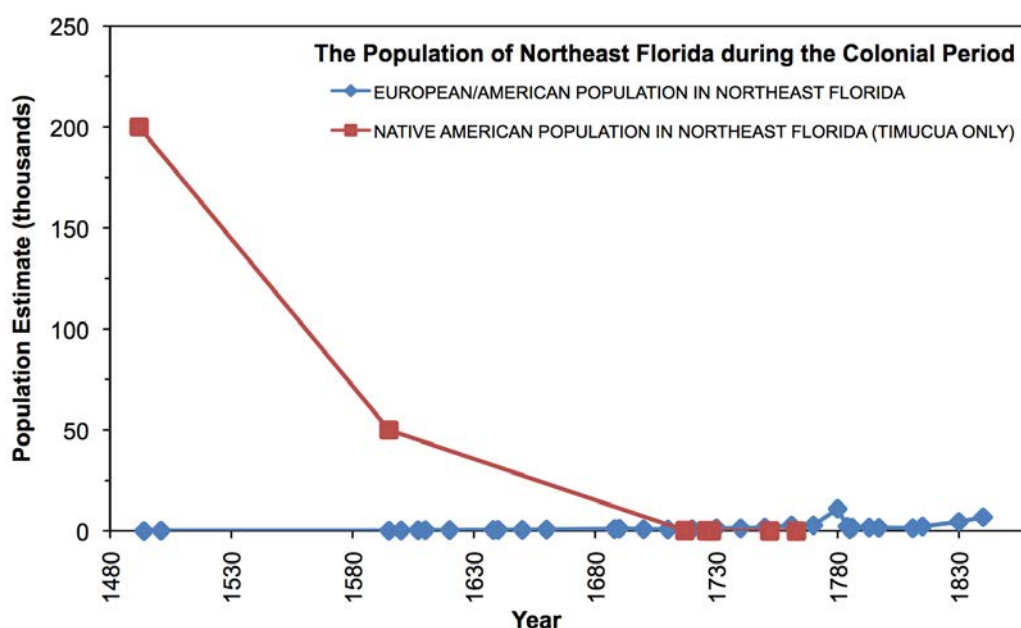 The Population of Northeast Florida during the Colonial Period
EUROPEAN/AMERICAN POPULATION IN NORTHEAST FLORIDA
NATIVE AMERICAN POPULATION IN NORTHEAST FLORIDA (TIMUCUA ONLY)
Population Estimate (thousands)
250
200
150
100
50
0
1480
1530
1580
1630
1680
1730
1780
1830
Year